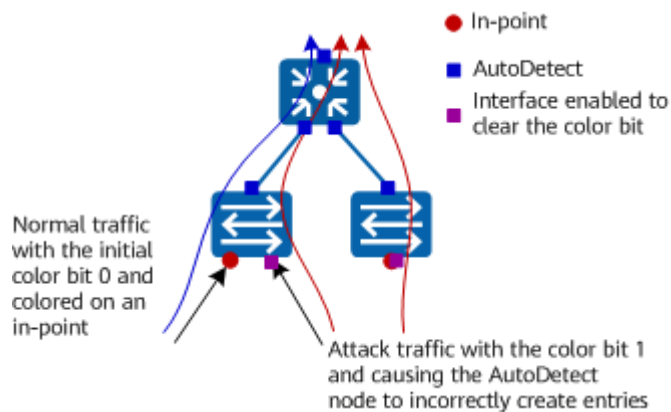 In-point
AutoDetect
Interface enabled to
clear the color bit
Normal traffic
with the initial
color bit 0 and
colored on an
in-point
Attack traffic with the color bit 1
and causing the AutoDetect
node to incorrectly create entries